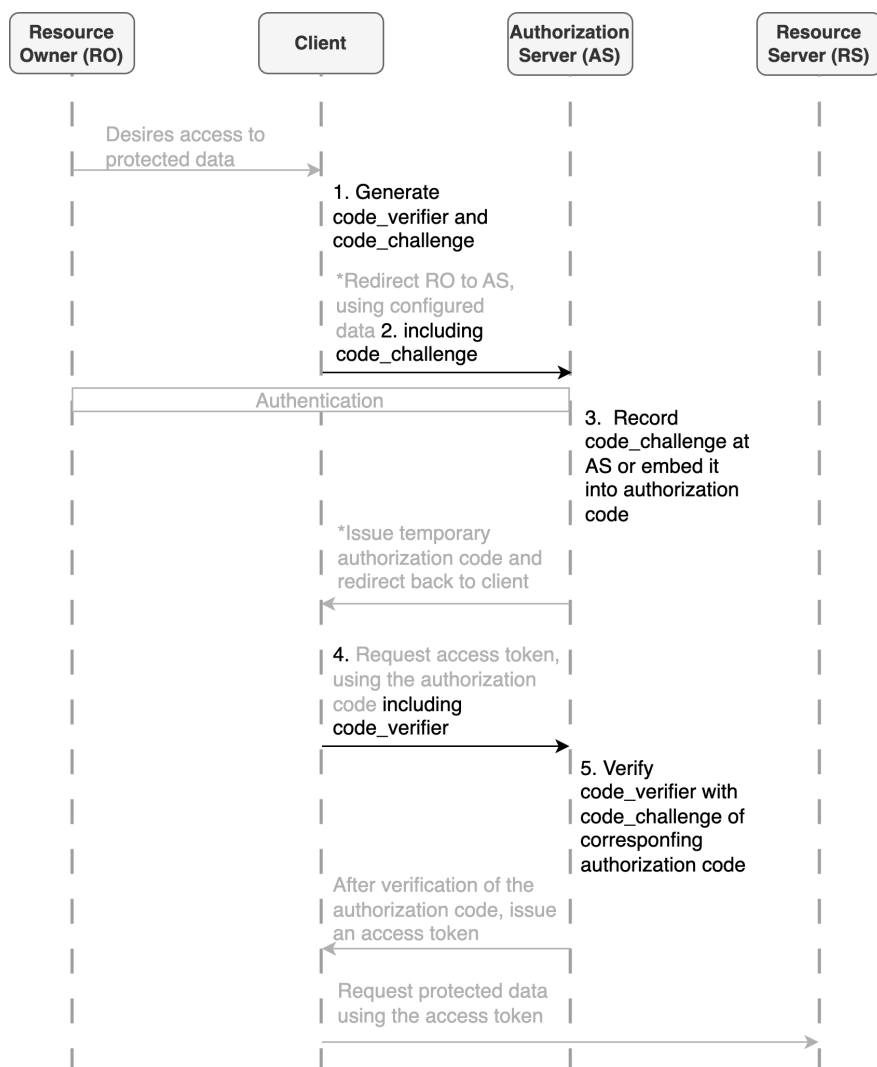 Resource
Owner (RO)
Client
Authorization
Server (AS)
Resource
Server (RS)
Desires access to
protected data
1. Generate
code_verifier and
code_challenge
*Redirect RO to AS,
using configured
data 2. including
code_challenge
Authentication
3. Record
code_challenge at
AS or embed it
into authorization
code
*Issue temporary
authorization code and
redirect back to client
4. Request access token,
using the authorization
code including
code_verifier
5. Verify
code_verifier with
code_challenge of
corresponfing
authorization code
After verification of the
authorization code, issue
an access token
Request protected data
using the access token